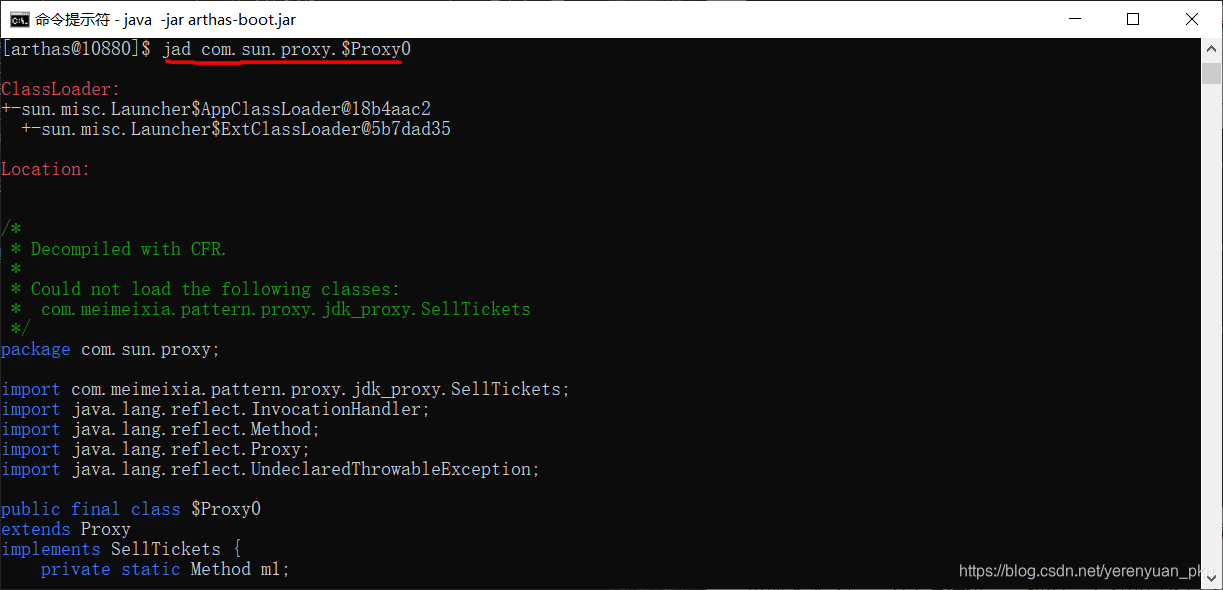 命令提示符 - java  -jar arthas-boot.jar
[arthas@10880]$ jad com.sun.proxy.$Proxy0
ClassLoader:
+-sun.misc.Launcher$AppClassLoader@18b4aac2
  +-sun.misc.Launcher$ExtClassLoader@5b7dad35
Location:
/*
 * Decompiled with CFR.
 *
 * Could not load the following classes:
 *  com.meimeixia.pattern.proxy.jdk_proxy.SellTickets
 */
package com.sun.proxy;
import com.meimeixia.pattern.proxy.jdk_proxy.SellTickets;
import java.lang.reflect.InvocationHandler;
import java.lang.reflect.Method;
import java.lang.reflect.Proxy;
import java.lang.reflect.UndeclaredThrowableException;
public final class $Proxy0
extends Proxy
implements SellTickets {
    private static Method m1;
https://blog.csdn.net/yerenyuan_pku